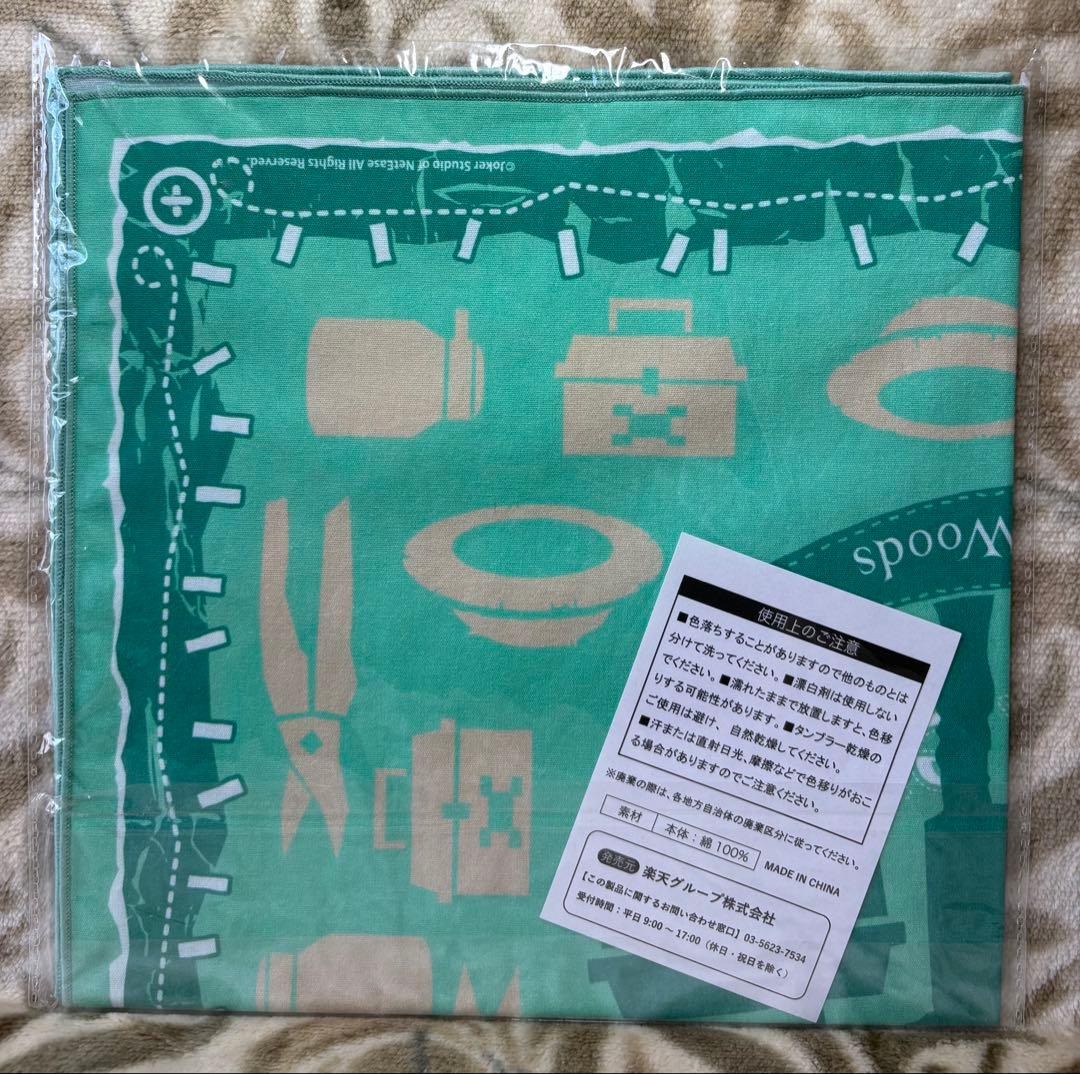 ©Joker Studio of NetEase All Rights Reserved.
Woods
使用上のご注意
■色落ちすることがありますので他のものとは
分けて洗ってください。■漂白剤は使用しない
でください。■濡れたままで放置しますと、色移
りする可能性があります。■タンブラー乾燥の
ご使用は避け、自然乾燥してください。
■汗または直射日光、摩擦などで色移りがおこ
る場合がありますのでご注意ください。
※廃棄の際は、各地方自治体の廃棄区分に従ってください。
素材 本体：綿 100% MADE IN CHINA
発売元 楽天グループ株式会社
【この製品に関するお問い合わせ窓口】03-5623-7534
受付時間：平日 9:00 ～ 17:00（休日・祝日を除く）